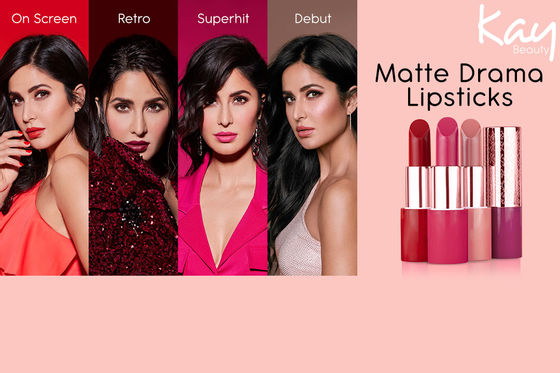 On Screen
Retro
Superhit
Debut
Kay
Beauty
Matte Drama
Lipsticks